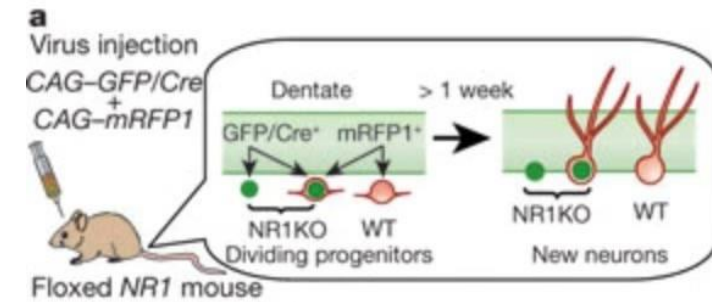 a
Virus injection
CAG–GFP/Cre
+
CAG–mRFP1
Floxed NR1 mouse
Dentate
> 1 week
GFP/Cre⁺ mRFP1⁺
NR1KO WT
Dividing progenitors
NR1KO WT
New neurons